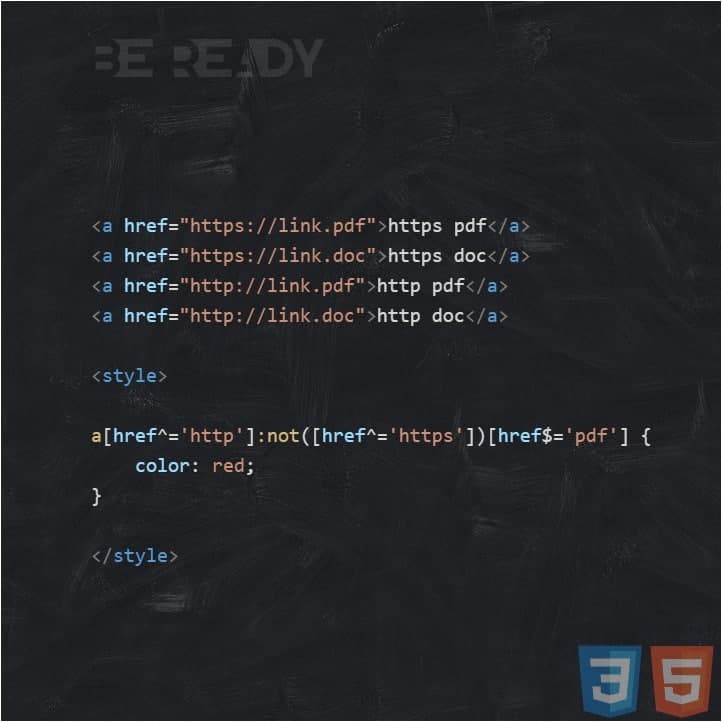 BE READY
<a href="https://link.pdf">https pdf</a>
<a href="https://link.doc">https doc</a>
<a href="http://link.pdf">http pdf</a>
<a href="http://link.doc">http doc</a>
<style>
a[href^='http']:not([href^='https'])[href$='pdf'] {
    color: red;
}
</style>
3 5